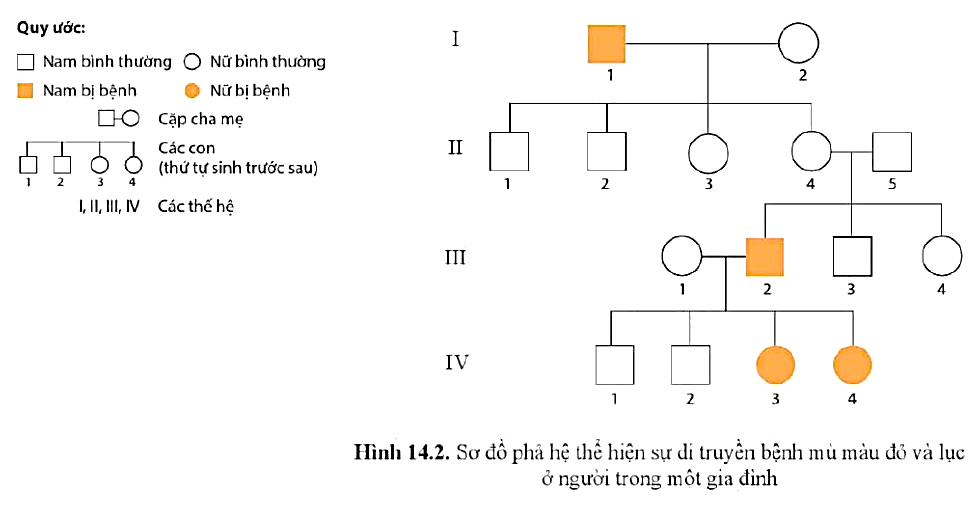 Quy ước:
Nam bình thường Nữ bình thường
Nam bị bệnh Nữ bị bệnh
Cặp cha mẹ
Các con
(thứ tự sinh trước sau)
1 2 3 4
I, II, III, IV Các thế hệ
I
1 2
II
1 2 3 4 5
III
1 2 3 4
IV
1 2 3 4
Hình 14.2. Sơ đồ phả hệ thể hiện sự di truyền bệnh mù màu đỏ và lục
ở người trong một gia đình